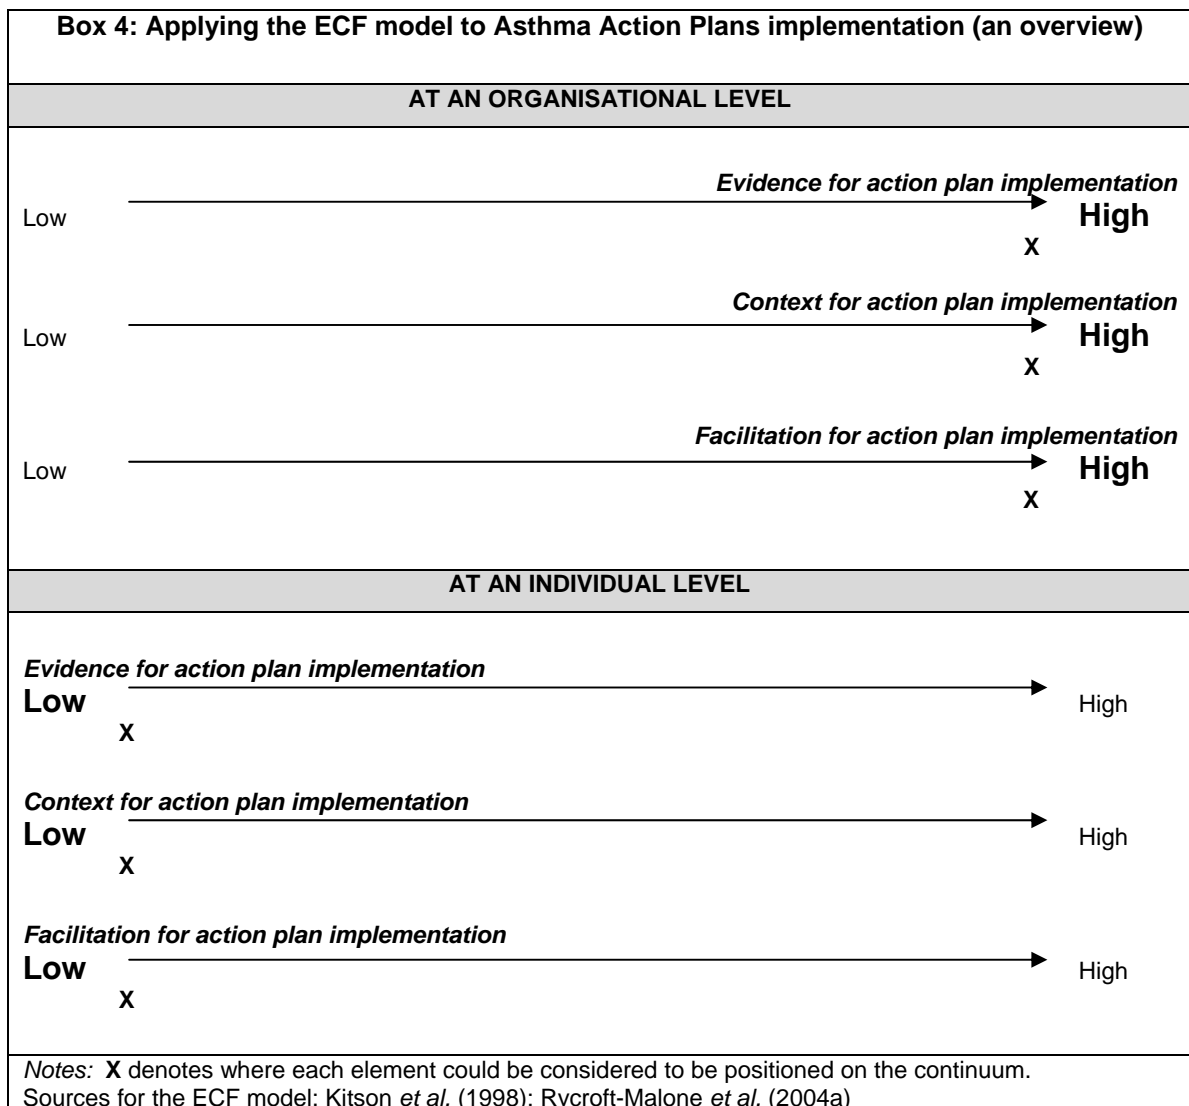 Box 4: Applying the ECF model to Asthma Action Plans implementation (an overview)
AT AN ORGANISATIONAL LEVEL
Evidence for action plan implementation
Low High
X
Context for action plan implementation
Low High
X
Facilitation for action plan implementation
Low High
X
AT AN INDIVIDUAL LEVEL
Evidence for action plan implementation
Low High
X
Context for action plan implementation
Low High
X
Facilitation for action plan implementation
Low High
X
Notes: X denotes where each element could be considered to be positioned on the continuum.
Sources for the ECF model: Kitson et al. (1998); Rycroft-Malone et al. (2004a)